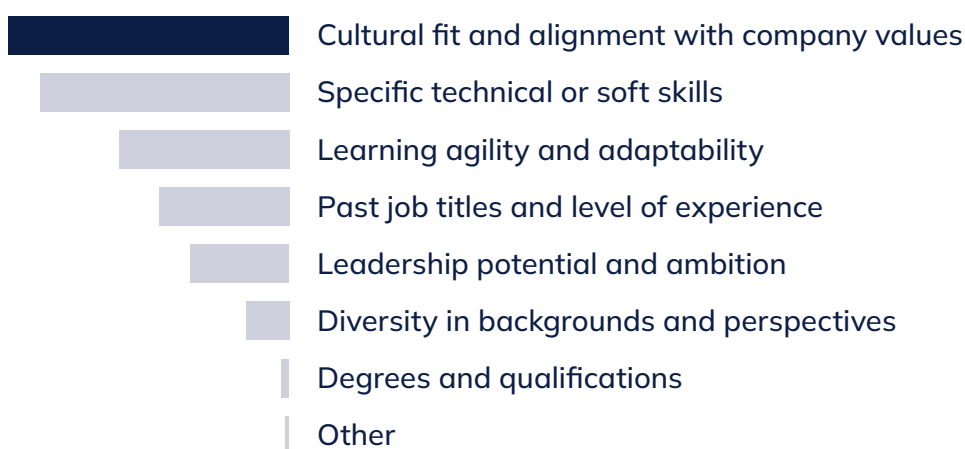 Cultural fit and alignment with company values
Specific technical or soft skills
Learning agility and adaptability
Past job titles and level of experience
Leadership potential and ambition
Diversity in backgrounds and perspectives
Degrees and qualifications
Other